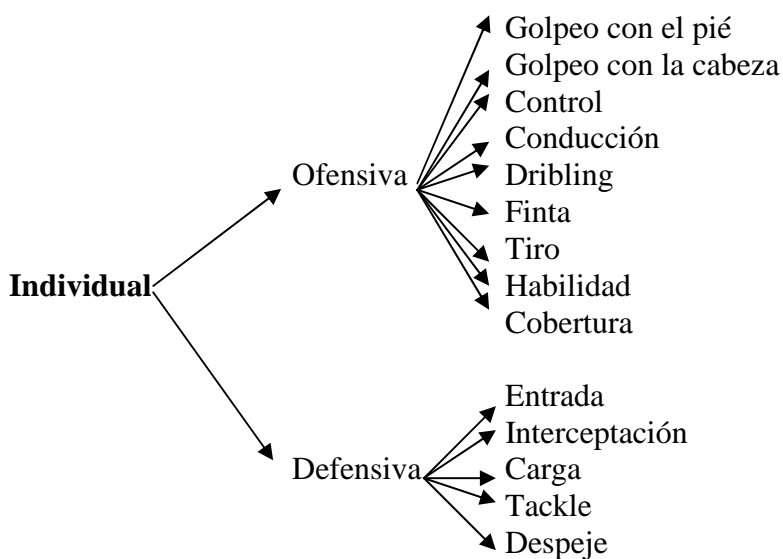 Individual
Ofensiva
Golpeo con el pié
Golpeo con la cabeza
Control
Conducción
Dribling
Finta
Tiro
Habilidad
Cobertura
Defensiva
Entrada
Interceptación
Carga
Tackle
Despeje